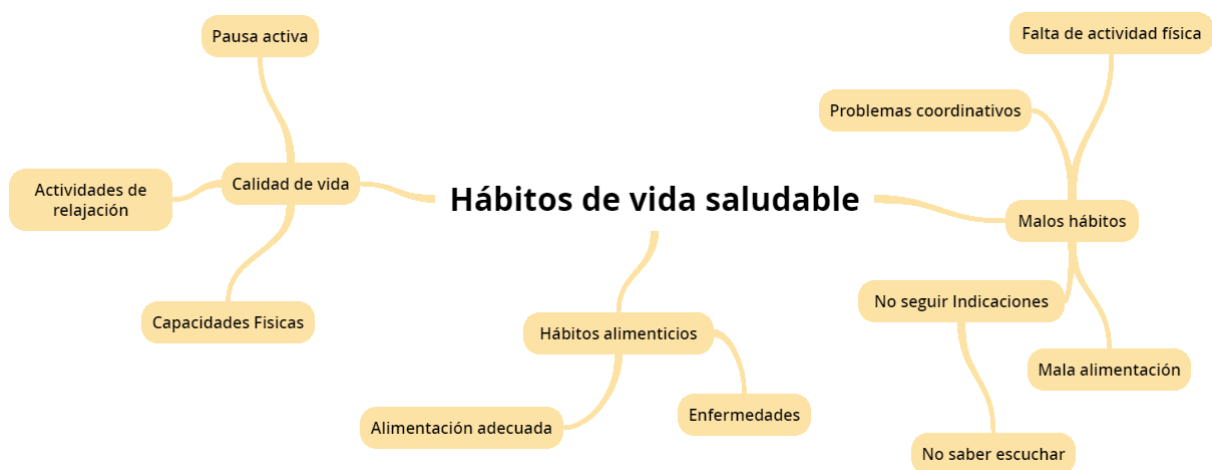 Pausa activa
Falta de actividad física
Problemas coordinativos
Actividades de
relajación
Calidad de vida
Hábitos de vida saludable
Malos hábitos
No seguir Indicaciones
Capacidades Fisicas
Hábitos alimenticios
Mala alimentación
Enfermedades
Alimentación adecuada
No saber escuchar